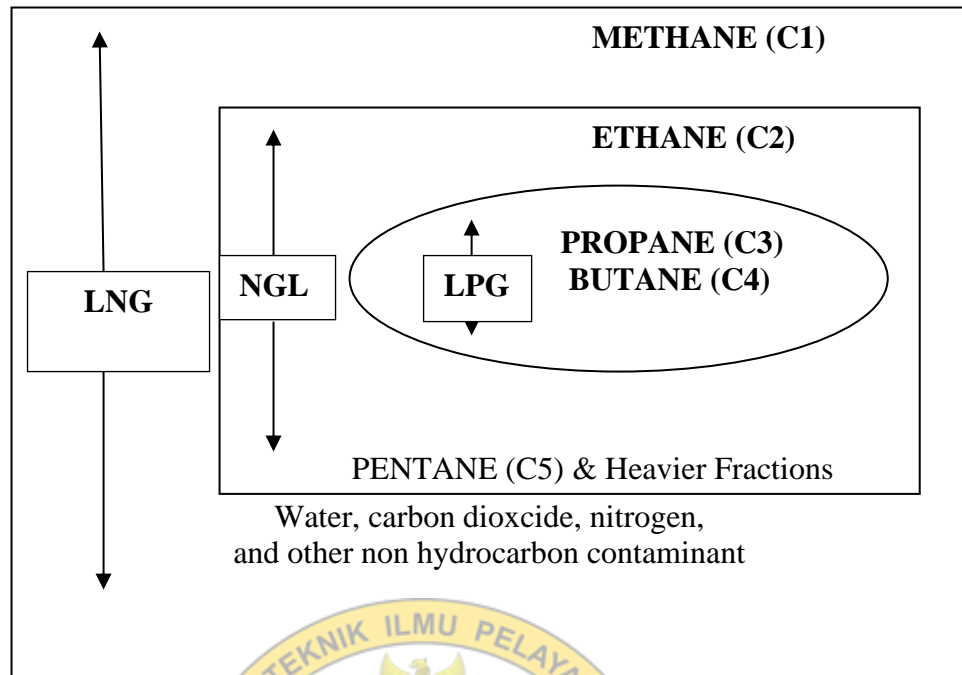 METHANE (C1)
ETHANE (C2)
PROPANE (C3)
BUTANE (C4)
LNG
NGL
LPG
PENTANE (C5) & Heavier Fractions
Water, carbon dioxcide, nitrogen,
and other non hydrocarbon contaminant
TEKNIK ILMU